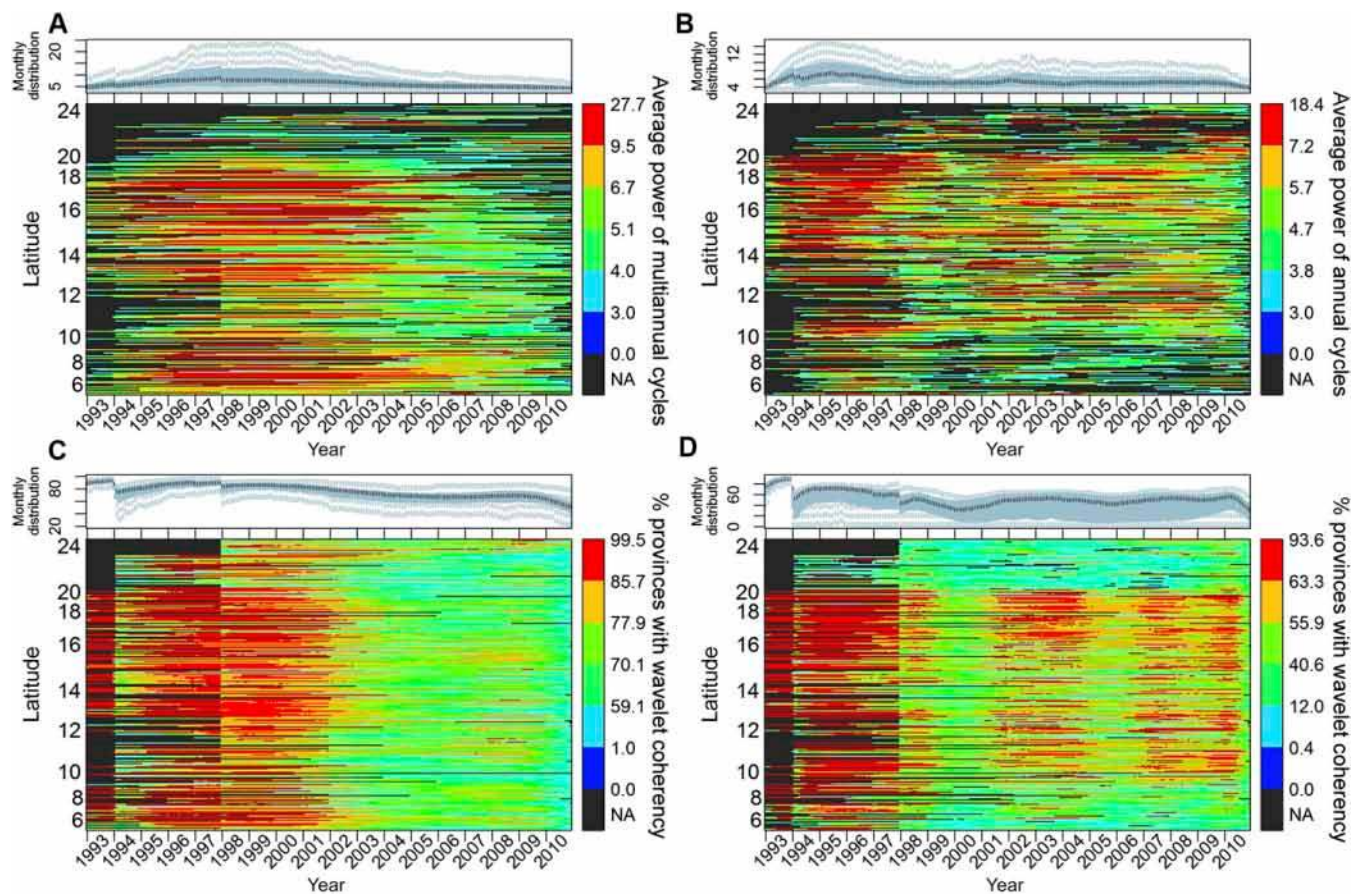 A
Monthly
distribution
20
5
24
20
18
16
14
12
10
8
6
Latitude
1993 1994 1995 1996 1997 1998 1999 2000 2001 2002 2003 2004 2005 2006 2007 2008 2009 2010
Year
27.7
9.5
6.7
5.1
4.0
3.0
0.0
NA
Average power of multiannual cycles
B
Monthly
distribution
12
4
24
20
18
16
14
12
10
8
6
Latitude
1993 1994 1995 1996 1997 1998 1999 2000 2001 2002 2003 2004 2005 2006 2007 2008 2009 2010
Year
18.4
7.2
5.7
4.7
3.8
3.0
0.0
NA
Average power of annual cycles
C
Monthly
distribution
80
20
24
20
18
16
14
12
10
8
6
Latitude
1993 1994 1995 1996 1997 1998 1999 2000 2001 2002 2003 2004 2005 2006 2007 2008 2009 2010
Year
99.5
85.7
77.9
70.1
59.1
1.0
0.0
NA
% provinces with wavelet coherency
D
Monthly
distribution
60
0
24
20
18
16
14
12
10
8
6
Latitude
1993 1994 1995 1996 1997 1998 1999 2000 2001 2002 2003 2004 2005 2006 2007 2008 2009 2010
Year
93.6
63.3
55.9
40.6
12.0
0.4
0.0
NA
% provinces with wavelet coherency